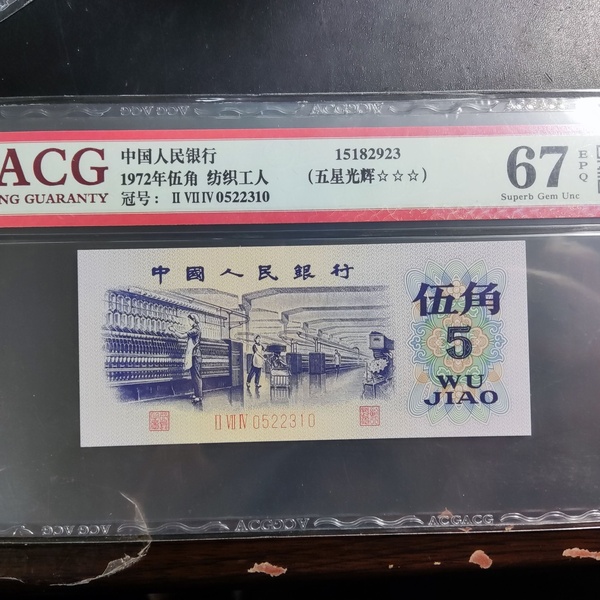 ACG
NG GUARANTY
中国人民银行
1972年伍角 纺织工人
冠号: II VII IV 0522310
15182923
(五星光辉☆☆☆)
67
EPQ
Superb Gem Unc
中國人民銀行
伍角
5
WU
JIAO
II VII IV 0522310
ACGACG